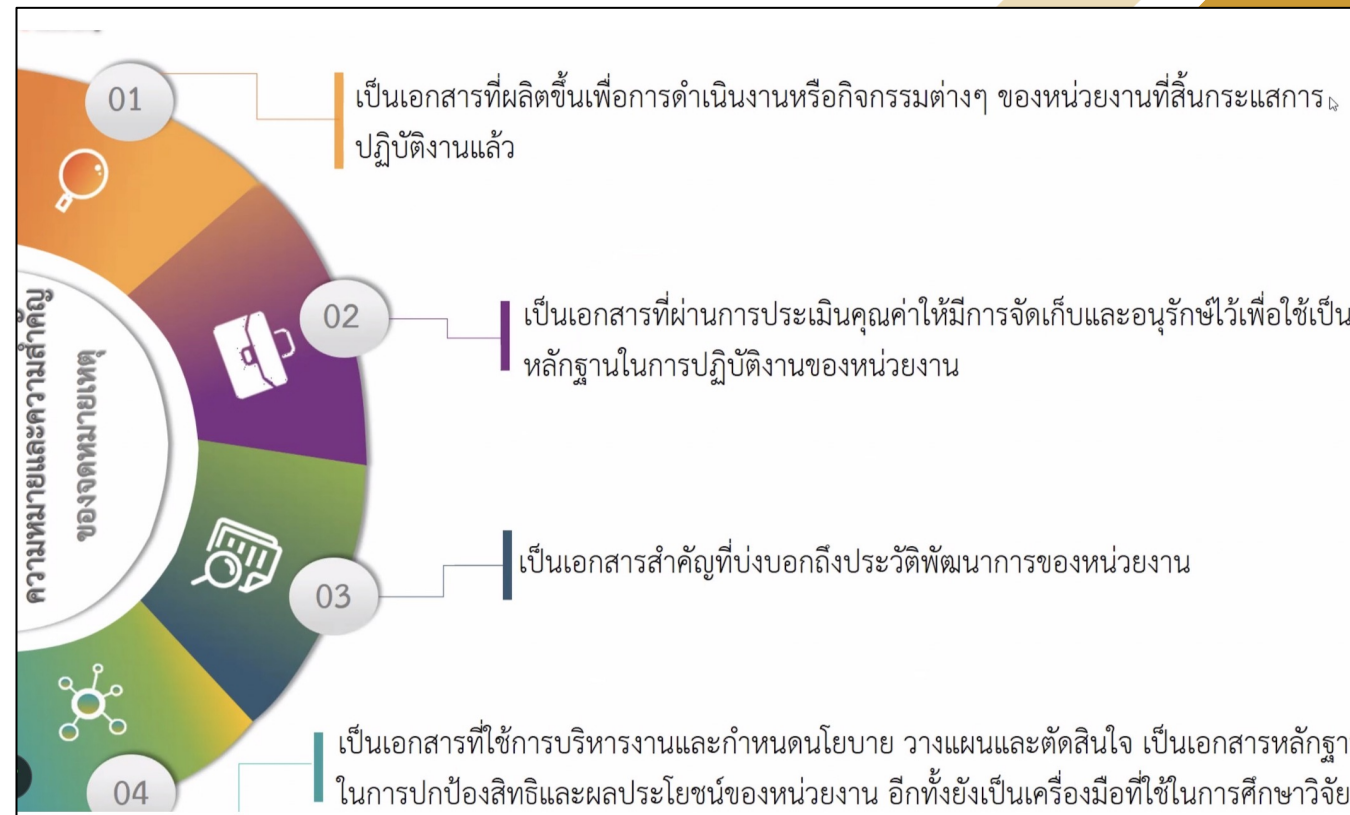 01
เป็นเอกสารที่ผลิตขึ้นเพื่อการดำเนินงานหรือกิจกรรมต่างๆ ของหน่วยงานที่สิ้นกระแสการ
ปฏิบัติงานแล้ว
02
เป็นเอกสารที่ผ่านการประเมินคุณค่าให้มีการจัดเก็บและอนุรักษ์ไว้เพื่อใช้เป็น
หลักฐานในการปฏิบัติงานของหน่วยงาน
ความหมายและความสำคัญ
ของจดหมายเหตุ
03
เป็นเอกสารสำคัญที่บ่งบอกถึงประวัติพัฒนาการของหน่วยงาน
04
เป็นเอกสารที่ใช้การบริหารงานและกำหนดนโยบาย วางแผนและตัดสินใจ เป็นเอกสารหลักฐา
ในการปกป้องสิทธิและผลประโยชน์ของหน่วยงาน อีกทั้งยังเป็นเครื่องมือที่ใช้ในการศึกษาวิจัย